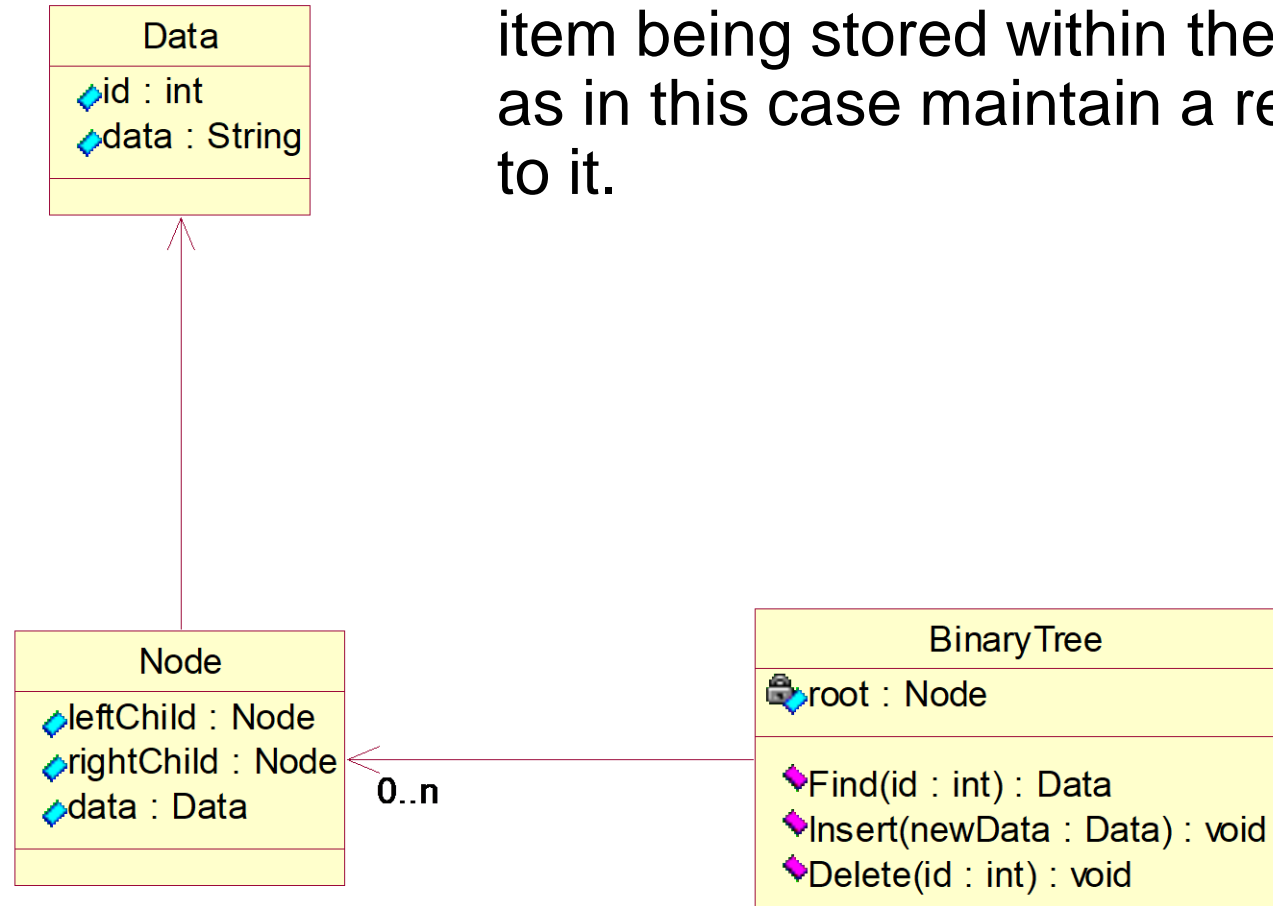 Data
id : int
data : String
item being stored within the
as in this case maintain a re
to it.
Node
leftChild : Node
rightChild : Node
data : Data
0..n
BinaryTree
root : Node
Find(id : int) : Data
Insert(newData : Data) : void
Delete(id : int) : void